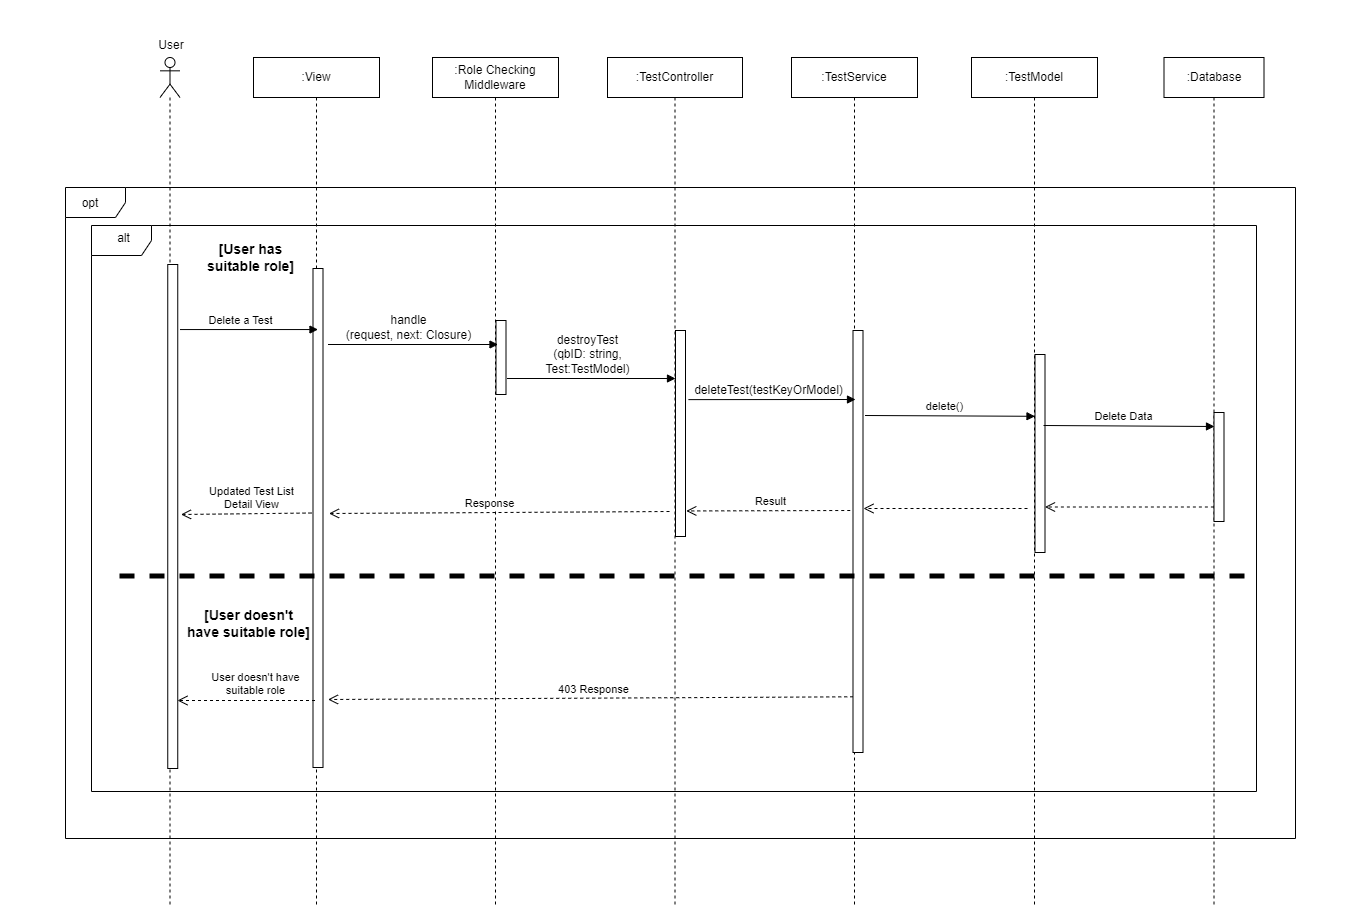 User
:View
:Role Checking
Middleware
:TestController
:TestService
:TestModel
:Database
opt
alt
[User has
suitable role]
Delete a Test
handle
(request, next: Closure)
destroyTest
(qbID: string,
Test:TestModel)
deleteTest(testKeyOrModel)
delete()
Delete Data
Updated Test List
Detail View
Response
Result
[User doesn't
have suitable role]
User doesn't have
suitable role
403 Response